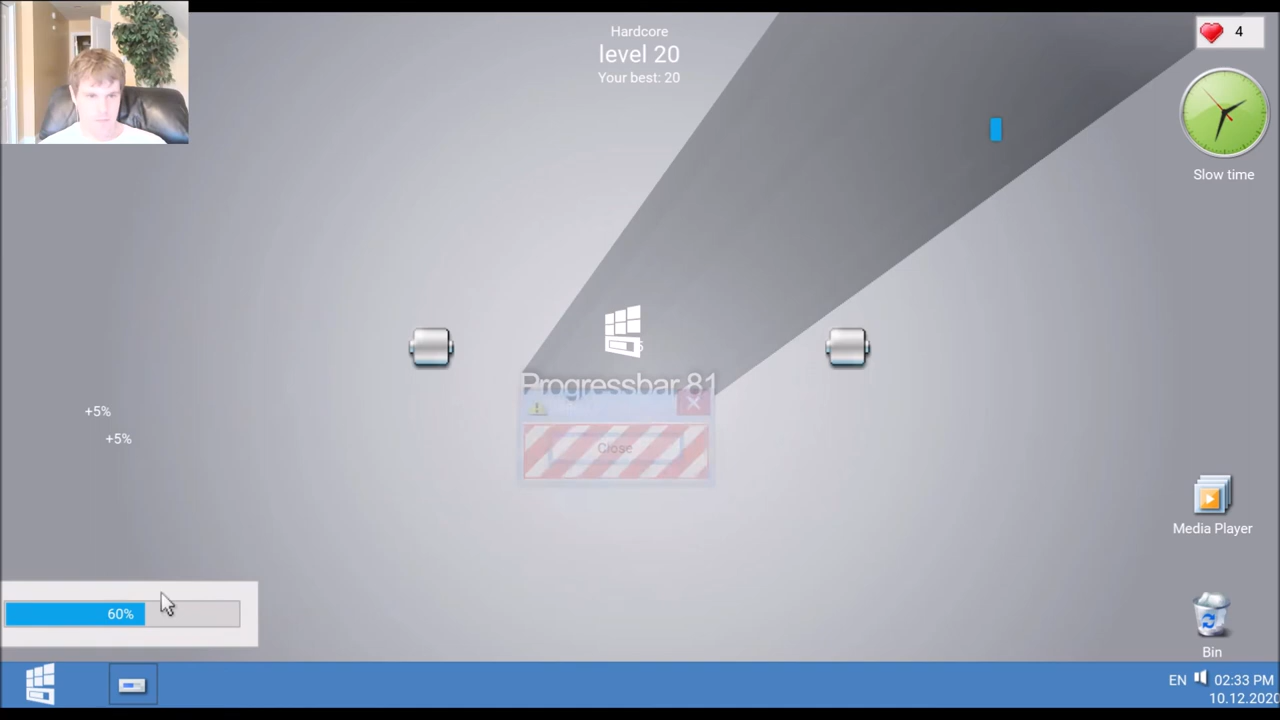 Hardcore
level 20
Your best: 20
4
Slow time
Progressbar 81
Close
+5%
+5%
Media Player
60%
Bin
EN 02:33 PM
10.12.2020